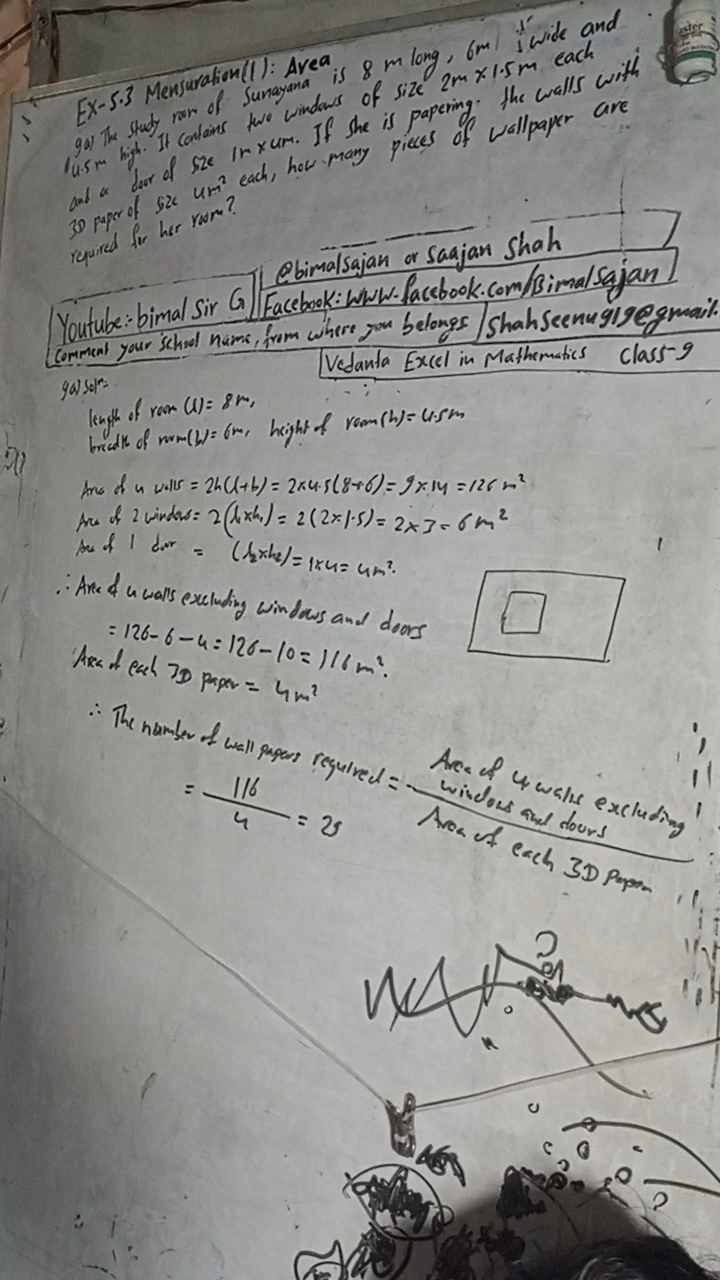 Ex-5.3 Mensuration(I): Area
9a) The study room of Sunayana is 8 m long, 6m wide and
4.5m high. It contains two windows of size 2m×1.5m each
and a door of size 1m×4m. If she is papering the walls with
3D paper of size 4m² each, how many pieces of wallpaper are
required for her room?
@bimalsajan or Saajan Shah
Youtube:- bimal Sir G
Facebook: www.facebook.com/Bimalsajan
Comment your School name, from where you belongs
Shahseenu919@gmail.
Vedanta Excel in Mathematics Class-9
9a) Solⁿ:-
length of room (l)= 8m,
breadth of room(b)= 6m, height of room(h)= 4.5m
Area of 4 walls = 2h(l+b) = 2×4.5(8+6)= 9×14 = 126 m²
Area of 2 windows= 2(l₁×h₁) = 2(2×1.5) = 2×3 = 6m²
Area of 1 door = (l₂×h₂)= 1×4= 4m².
∴ Area of 4 walls excluding windows and doors
= 126-6-4 = 126-10 = 116 m².
Area of each 3D paper = 4m²
∴ The number of wall papers required = Area of 4 walls excluding
windows and doors
Area of each 3D Paper
= 116
4 = 29